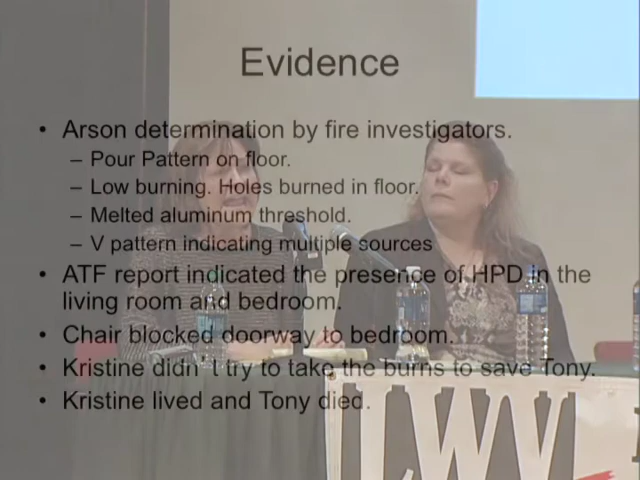 Evidence
• Arson determination by fire investigators.
– Pour Pattern on floor.
– Low burning. Holes burned in floor.
– Melted aluminum threshold.
– V pattern indicating multiple sources
• ATF report indicated the presence of HPD in the
living room and bedroom.
• Chair blocked doorway to bedroom.
• Kristine didn't try to take the burns to save Tony.
• Kristine lived and Tony died.
LWV